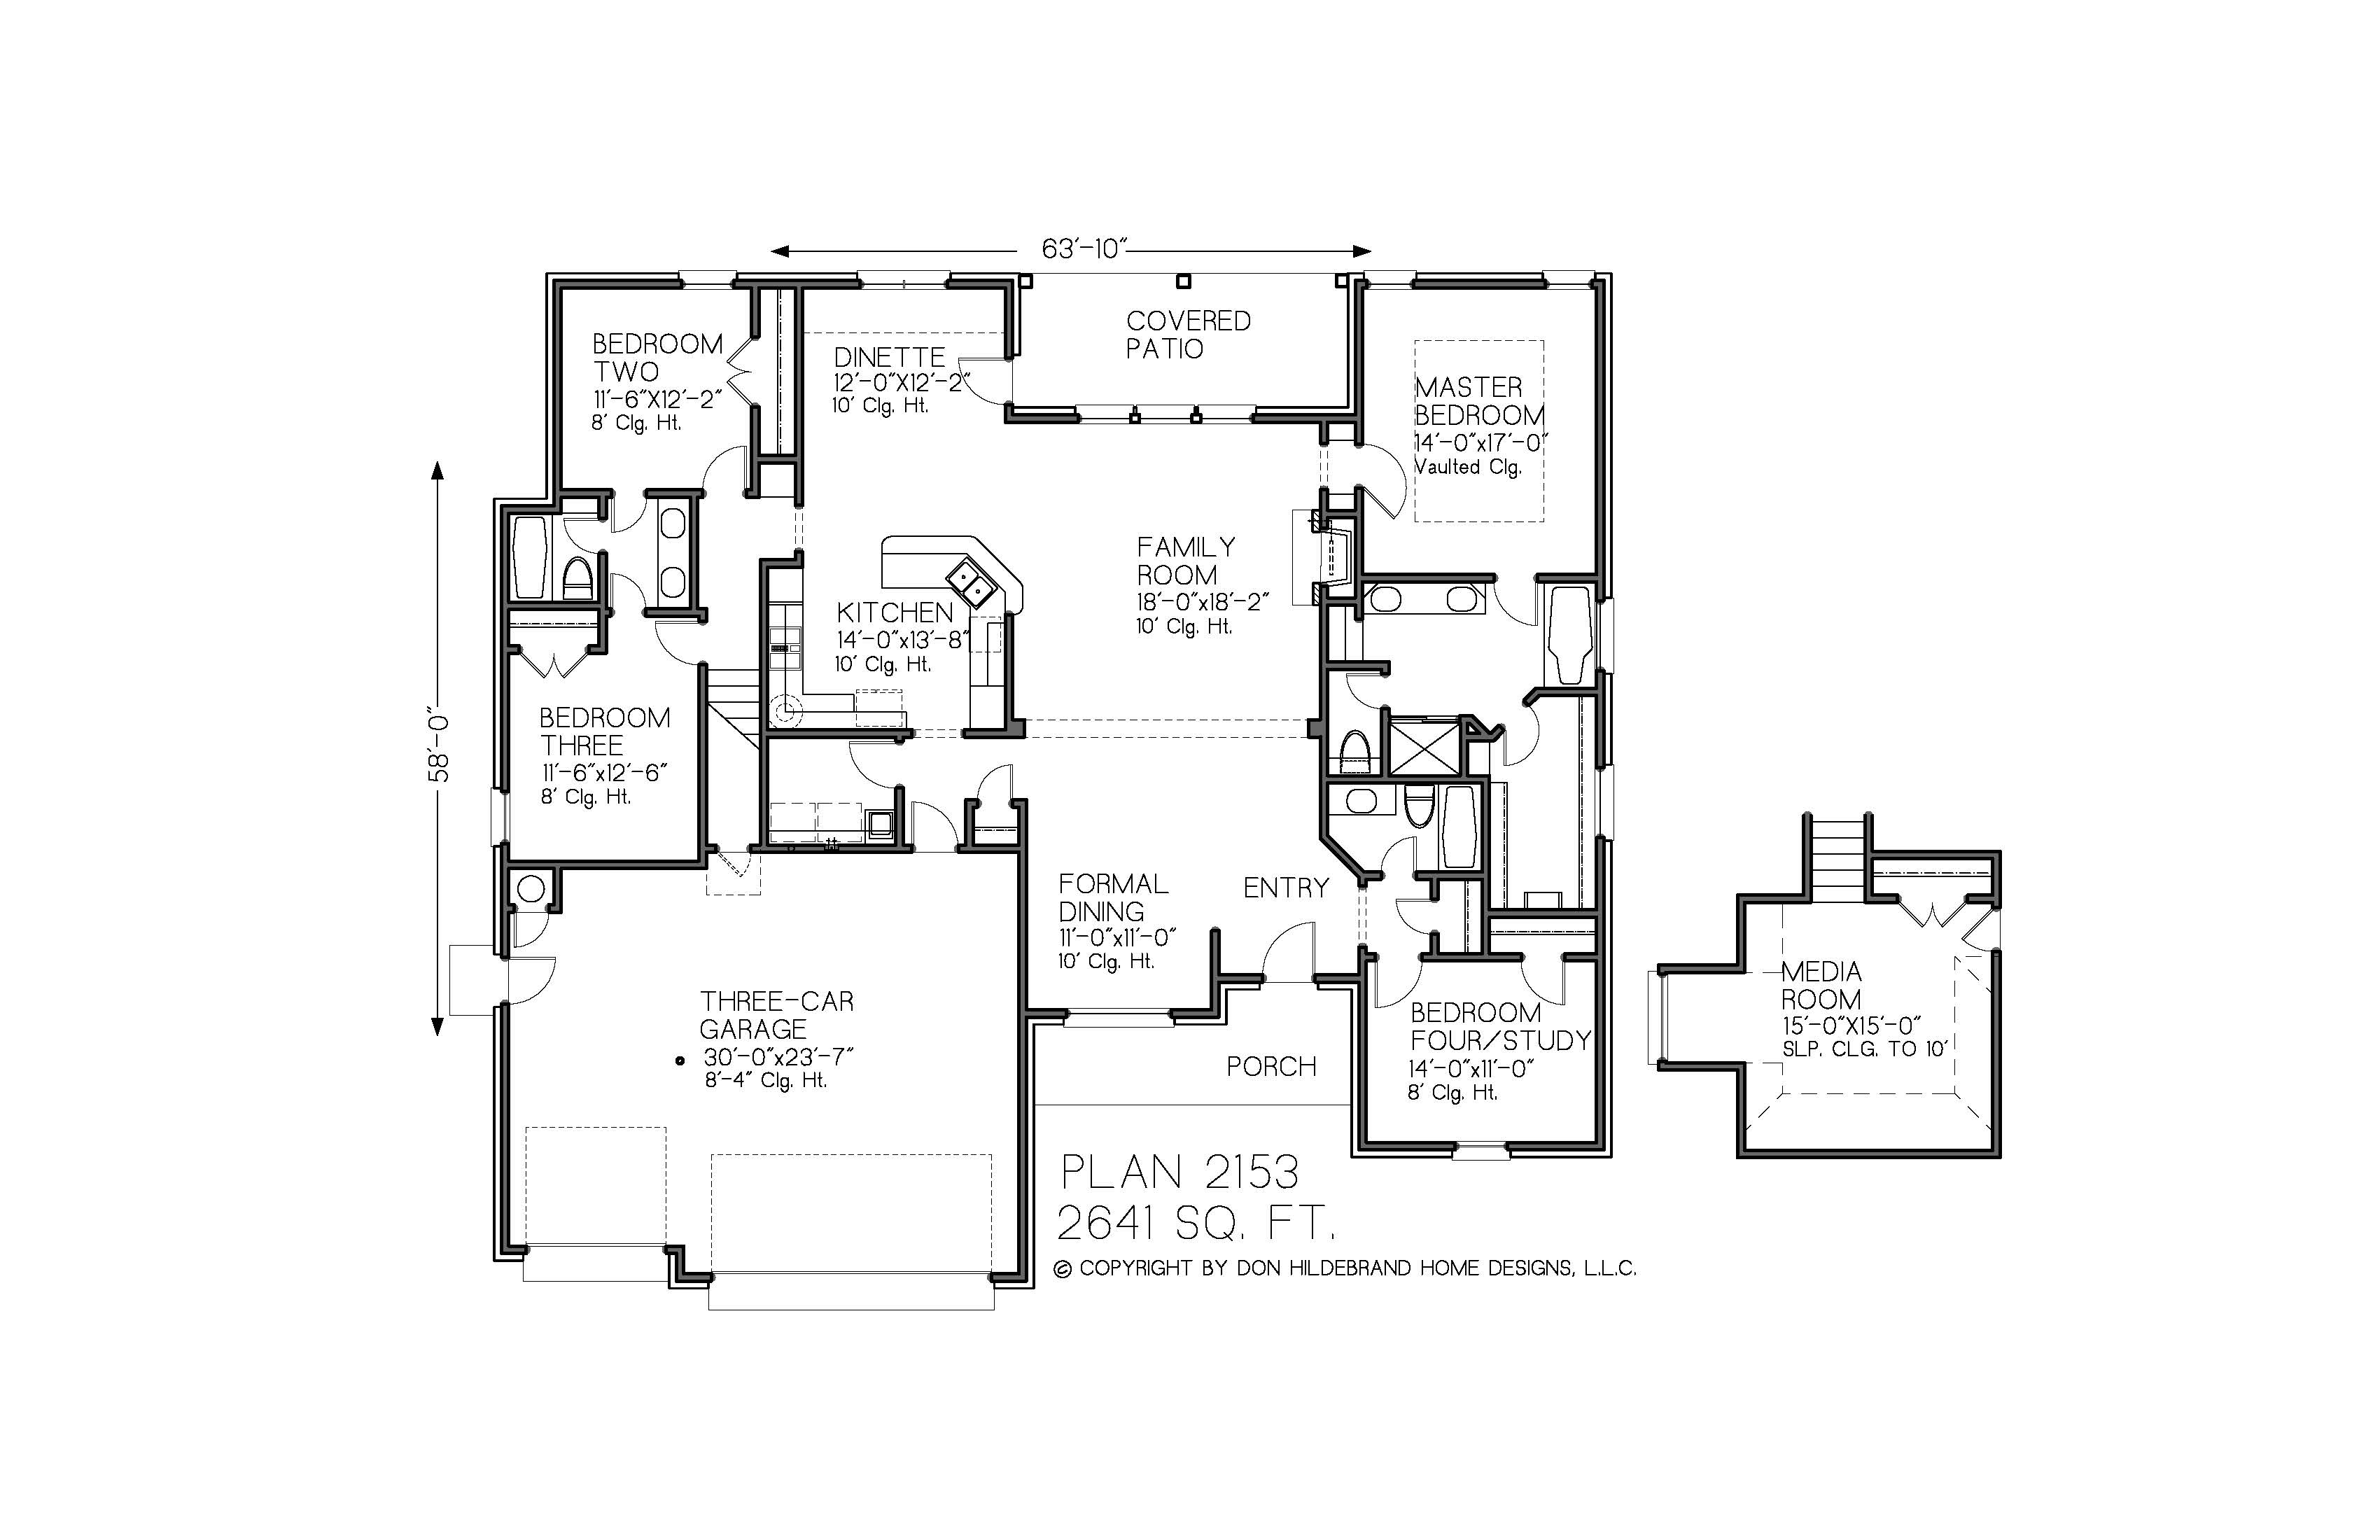 63'-10"
COVERED
PATIO
BEDROOM
TWO
11'-6"X12'-2"
8' Clg. Ht.
DINETTE
12'-0"X12'-2"
10' Clg. Ht.
MASTER
BEDROOM
14'-0"x17'-0"
Vaulted Clg.
FAMILY
ROOM
18'-0"x18'-2"
10' Clg. Ht.
KITCHEN
14'-0"x13'-8"
10' Clg. Ht.
58'-0"
BEDROOM
THREE
11'-6"x12'-6"
8' Clg. Ht.
FORMAL
DINING
11'-0"x11'-0"
10' Clg. Ht.
ENTRY
MEDIA
ROOM
15'-0"X15'-0"
SLP. CLG. TO 10'
THREE-CAR
GARAGE
30'-0"x23'-7"
8'-4" Clg. Ht.
PORCH
BEDROOM
FOUR/STUDY
14'-0"x11'-0"
8' Clg. Ht.
PLAN 2153
2641 SQ. FT.
© COPYRIGHT BY DON HILDEBRAND HOME DESIGNS, L.L.C.